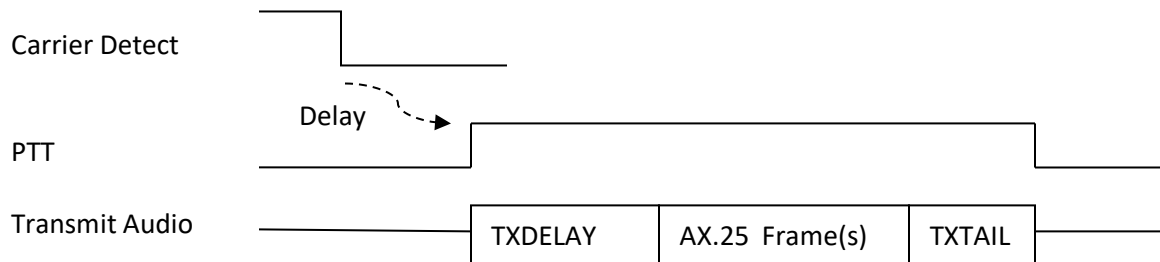 Carrier Detect
Delay
PTT
Transmit Audio
TXDELAY
AX.25 Frame(s)
TXTAIL